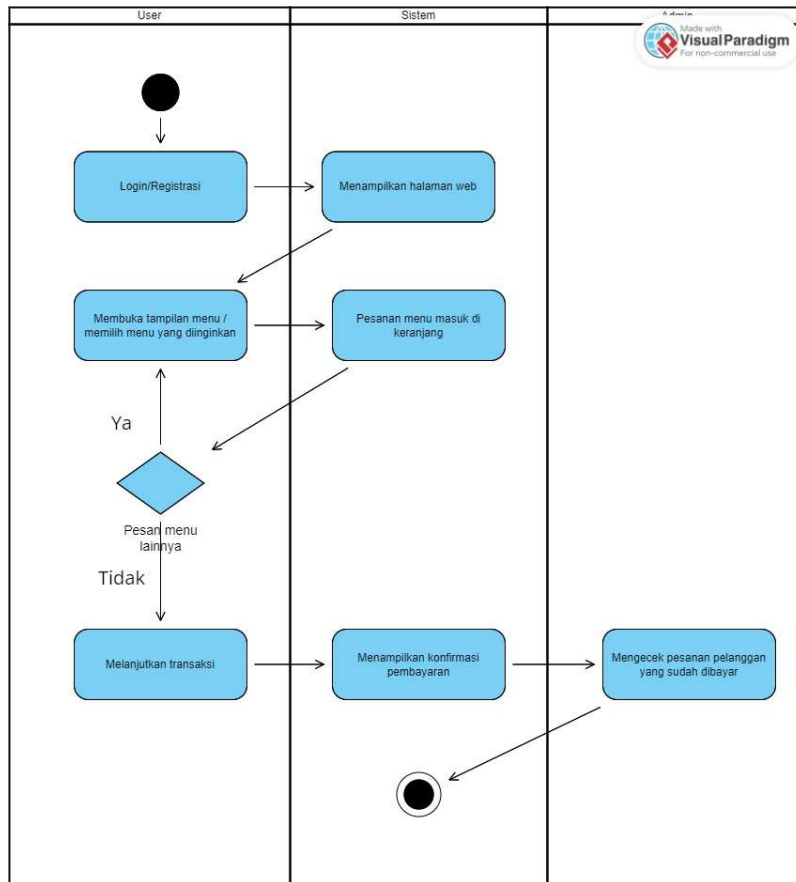 User
Sistem
Admin
Made with
Visual Paradigm
For non-commercial use
Login/Registrasi
Menampilkan halaman web
Membuka tampilan menu /
memilih menu yang diinginkan
Pesanan menu masuk di
keranjang
Ya
Pesan menu
lainnya
Tidak
Melanjutkan transaksi
Menampilkan konfirmasi
pembayaran
Mengecek pesanan pelanggan
yang sudah dibayar